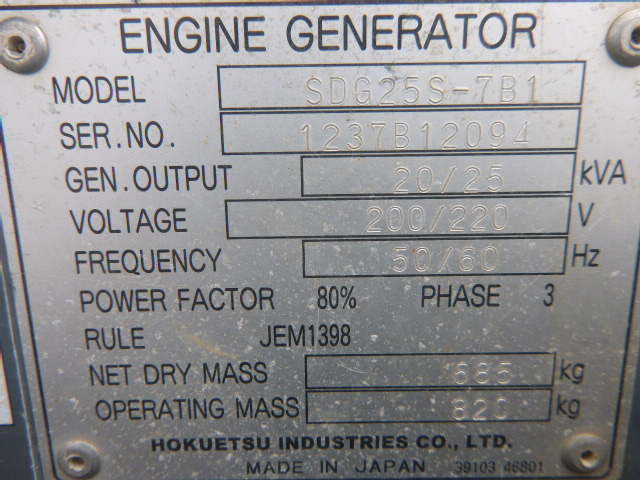 ENGINE GENERATOR
MODEL SDG25S-7B1
SER.NO. 1237B12094
GEN.OUTPUT 20/25 kVA
VOLTAGE 200/220 V
FREQUENCY 50/60 Hz
POWER FACTOR 80% PHASE 3
RULE JEM1398
NET DRY MASS 685 kg
OPERATING MASS 820 kg
HOKUETSU INDUSTRIES CO., LTD.
MADE IN JAPAN 39103 46801